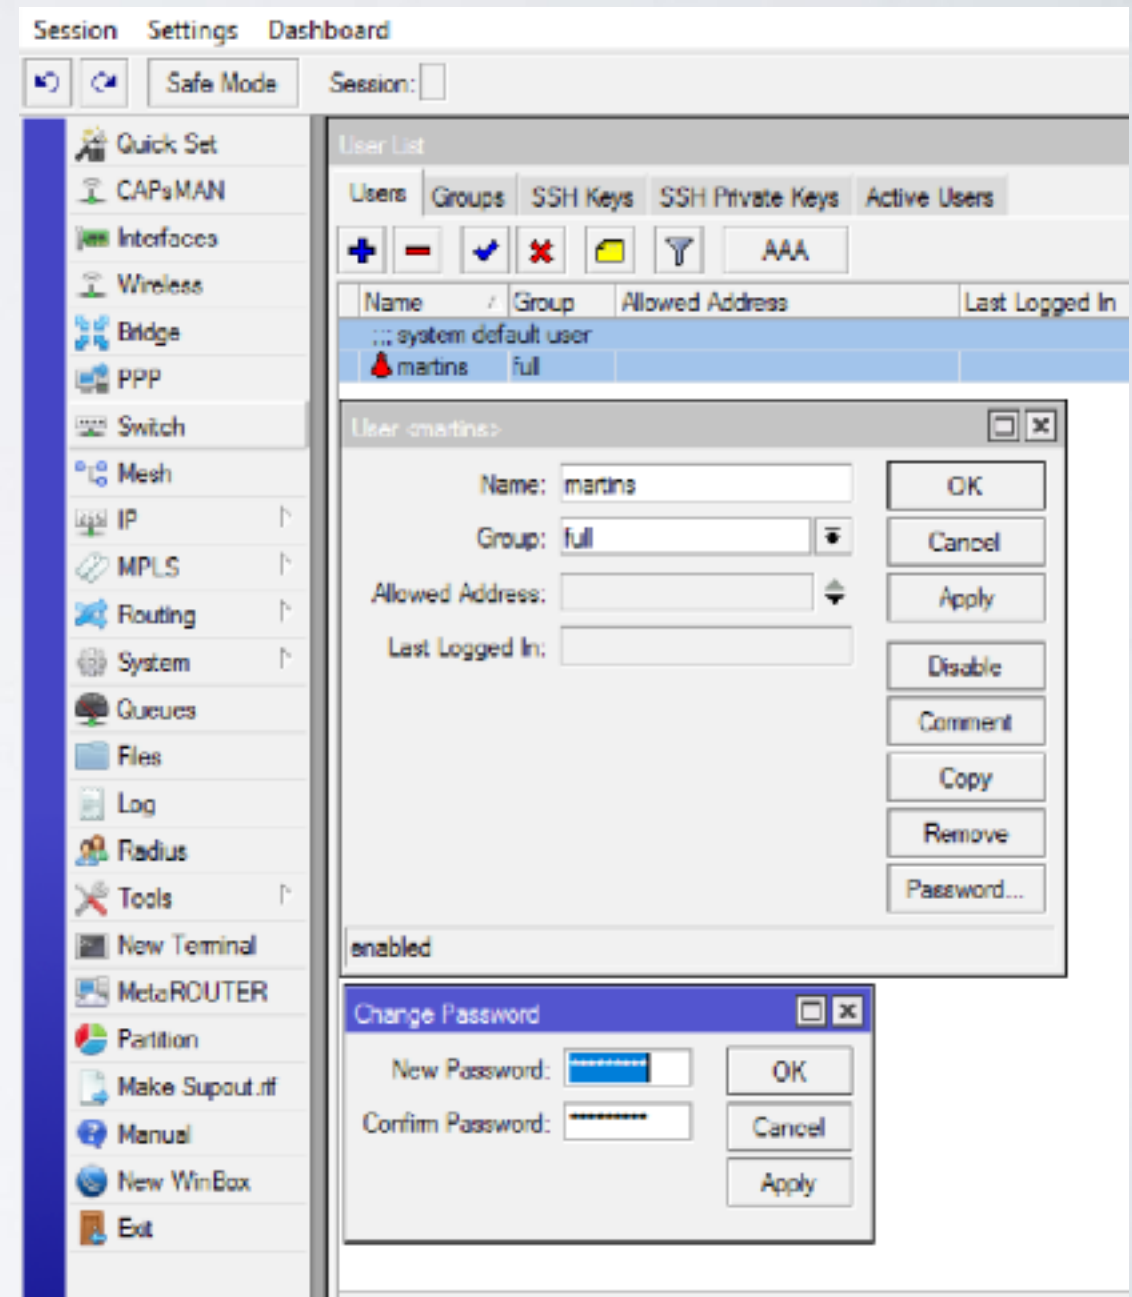 Session Settings Dashboard
Safe Mode Session:
Quick Set
CAPsMAN
Interfaces
Wireless
Bridge
PPP
Switch
Mesh
IP
MPLS
Routing
System
Queues
Files
Log
Radius
Tools
New Terminal
MetaROUTER
Partition
Make Supout.rif
Manual
New WinBox
Exit
User List
Users Groups SSH Keys SSH Private Keys Active Users
AAA
Name Group Allowed Address Last Logged In
;;; system default user
martins full
User <martins>
Name: martins
Group: full
Allowed Address:
Last Logged In:
OK
Cancel
Apply
Disable
Comment
Copy
Remove
Password...
enabled
Change Password
New Password: *********
Confirm Password: *********
OK
Cancel
Apply